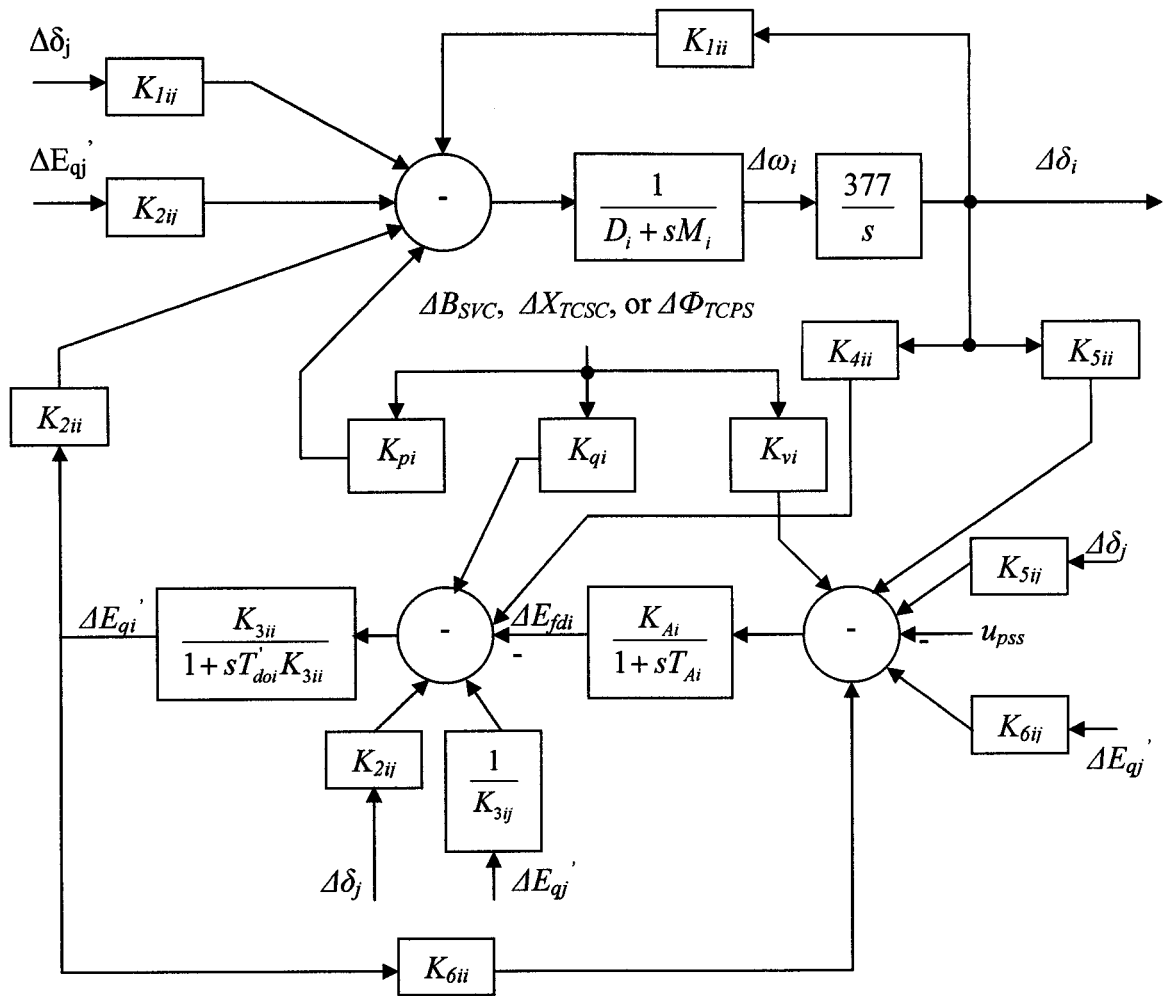 Δδj
K1ij
K1ii
ΔEqj'
K2ij
-
1
Di + sMi
Δωi
377
s
Δδi
ΔBSVC, ΔXTCSC, or ΔΦTCPS
K4ii
K5ii
K2ii
Kpi
Kqi
Kvi
K5ij
Δδj
ΔEqi'
K3ii
1 + sT'doiK3ii
-
ΔEfdi
-
KAi
1 + sTAi
-
-
upss
K2ij
1
K3ij
K6ij
ΔEqj'
Δδj
ΔEqj'
K6ii